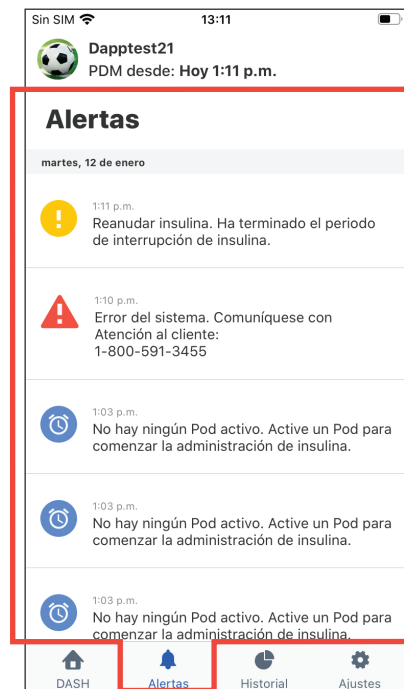 Sin SIM 13:11
Dapptest21
PDM desde: Hoy 1:11 p.m.
Alertas
martes, 12 de enero
1:11 p.m.
Reanudar insulina. Ha terminado el periodo
de interrupción de insulina.
1:10 p.m.
Error del sistema. Comuníquese con
Atención al cliente:
1-800-591-3455
1:03 p.m.
No hay ningún Pod activo. Active un Pod para
comenzar la administración de insulina.
1:03 p.m.
No hay ningún Pod activo. Active un Pod para
comenzar la administración de insulina.
1:03 p.m.
No hay ningún Pod activo. Active un Pod para
comenzar la administración de insulina.
DASH Alertas Historial Ajustes